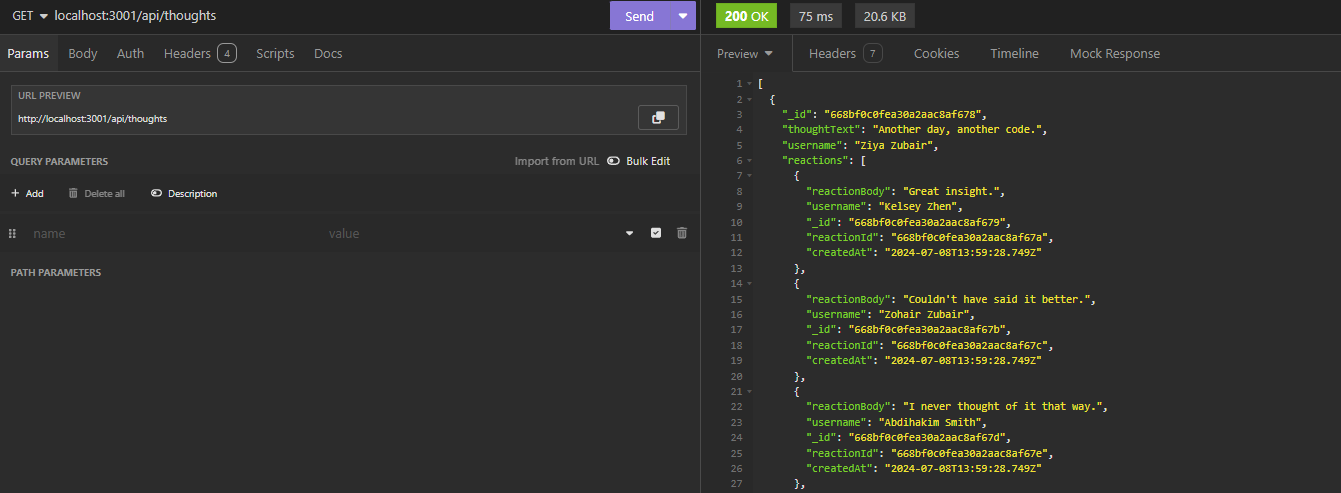 GET localhost:3001/api/thoughts
Send
Params Body Auth Headers 4 Scripts Docs
URL PREVIEW
http://localhost:3001/api/thoughts
QUERY PARAMETERS Import from URL Bulk Edit
+ Add Delete all Description
name value
PATH PARAMETERS
200 OK 75 ms 20.6 KB
Preview Headers 7 Cookies Timeline Mock Response
1 [
2 {
3 "_id": "668bf0c0fea30a2aac8af678",
4 "thoughtText": "Another day, another code.",
5 "username": "Ziya Zubair",
6 "reactions": [
7 {
8 "reactionBody": "Great insight.",
9 "username": "Kelsey Zhen",
10 "_id": "668bf0c0fea30a2aac8af679",
11 "reactionId": "668bf0c0fea30a2aac8af67a",
12 "createdAt": "2024-07-08T13:59:28.749Z"
13 },
14 {
15 "reactionBody": "Couldn't have said it better.",
16 "username": "Zohair Zubair",
17 "_id": "668bf0c0fea30a2aac8af67b",
18 "reactionId": "668bf0c0fea30a2aac8af67c",
19 "createdAt": "2024-07-08T13:59:28.749Z"
20 },
21 {
22 "reactionBody": "I never thought of it that way.",
23 "username": "Abdihakim Smith",
24 "_id": "668bf0c0fea30a2aac8af67d",
25 "reactionId": "668bf0c0fea30a2aac8af67e",
26 "createdAt": "2024-07-08T13:59:28.749Z"
27 },